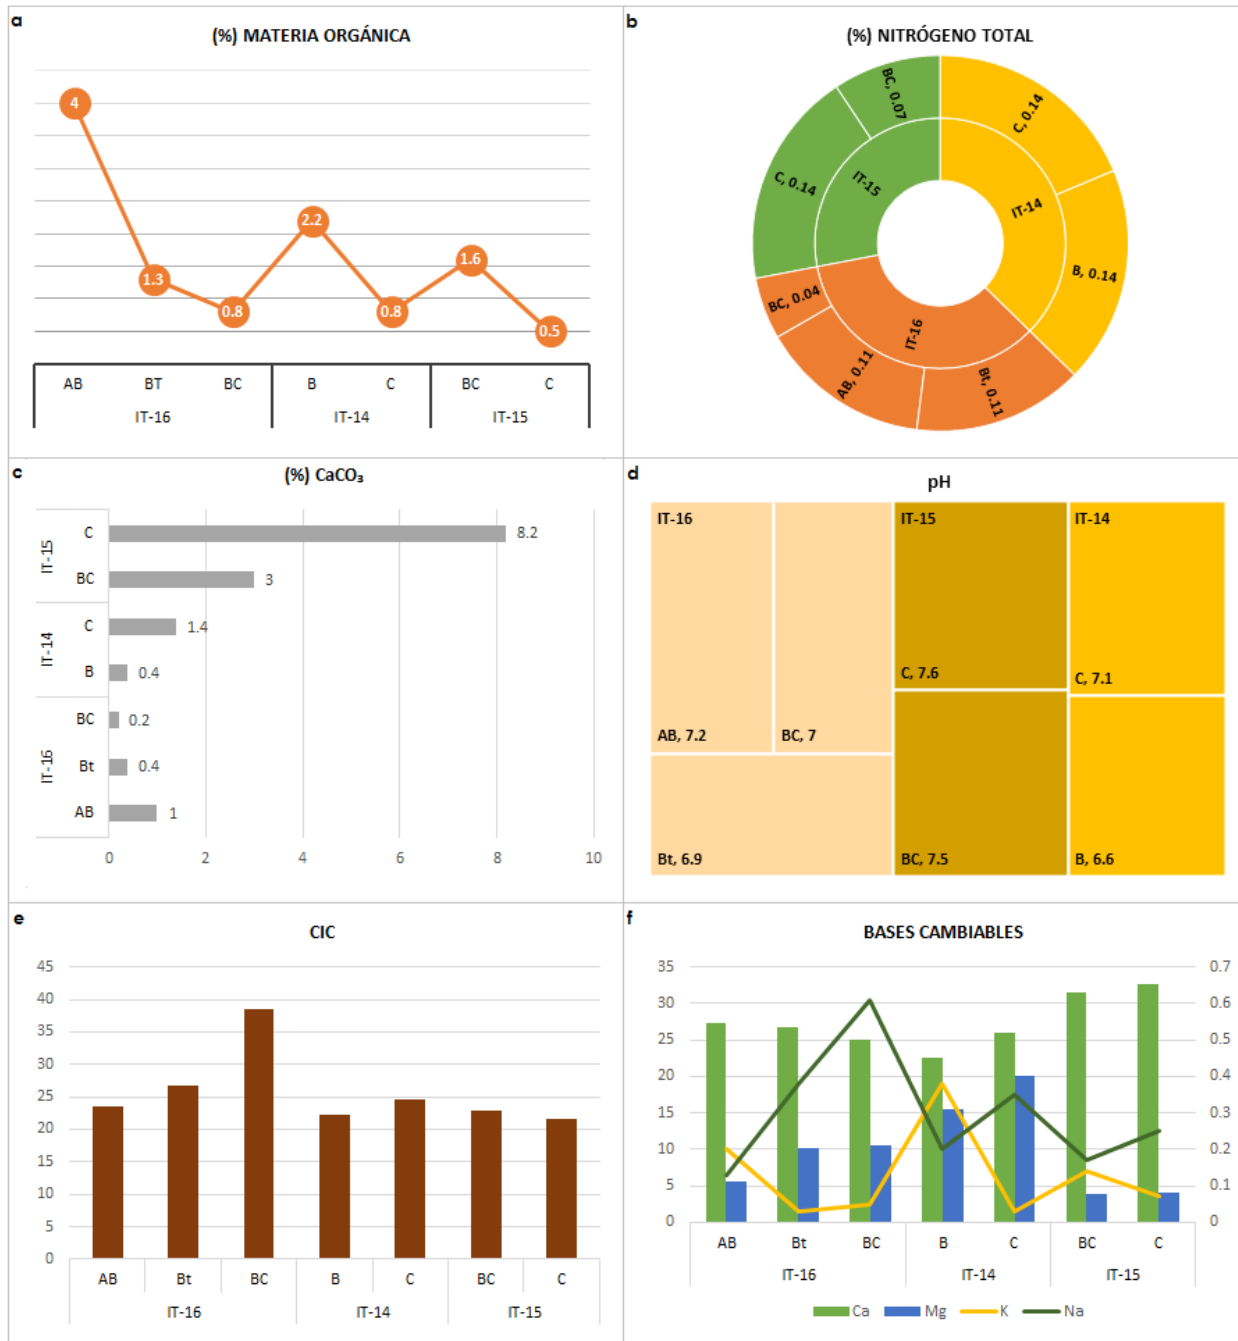 a
(%) MATERIA ORGÁNICA
4
1.3
0.8
2.2
0.8
1.6
0.5
AB BT BC B C BC C
IT-16 IT-14 IT-15
b
(%) NITRÓGENO TOTAL
C, 0.14
B, 0.14
Bt, 0.11
AB, 0.11
BC, 0.04
C, 0.14
BC, 0.07
IT-14
IT-16
IT-15
c
(%) CaCO₃
IT-15
C 8.2
BC 3
IT-14
C 1.4
B 0.4
IT-16
BC 0.2
Bt 0.4
AB 1
0 2 4 6 8 10
d
pH
IT-16 IT-15 IT-14
C, 7.6 C, 7.1
AB, 7.2 BC, 7
Bt, 6.9 BC, 7.5 B, 6.6
e
CIC
45
40
35
30
25
20
15
10
5
0
AB Bt BC B C BC C
IT-16 IT-14 IT-15
f
BASES CAMBIABLES
35 0.7
30 0.6
25 0.5
20 0.4
15 0.3
10 0.2
5 0.1
0 0
AB Bt BC B C BC C
IT-16 IT-14 IT-15
Ca Mg K Na